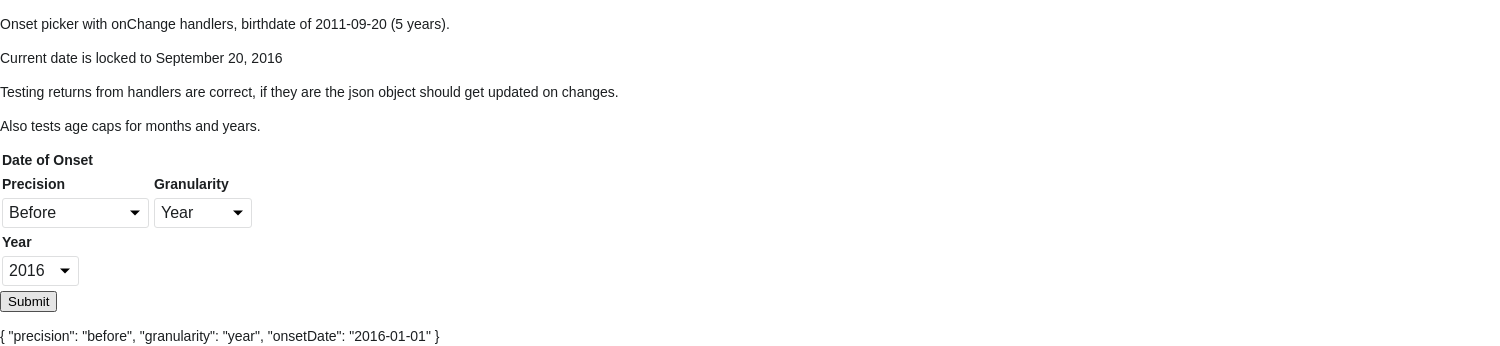 Onset picker with onChange handlers, birthdate of 2011-09-20 (5 years).
Current date is locked to September 20, 2016
Testing returns from handlers are correct, if they are the json object should get updated on changes.
Also tests age caps for months and years.
Date of Onset
Precision Granularity
Before Year
Year
2016
Submit
{ "precision": "before", "granularity": "year", "onsetDate": "2016-01-01" }